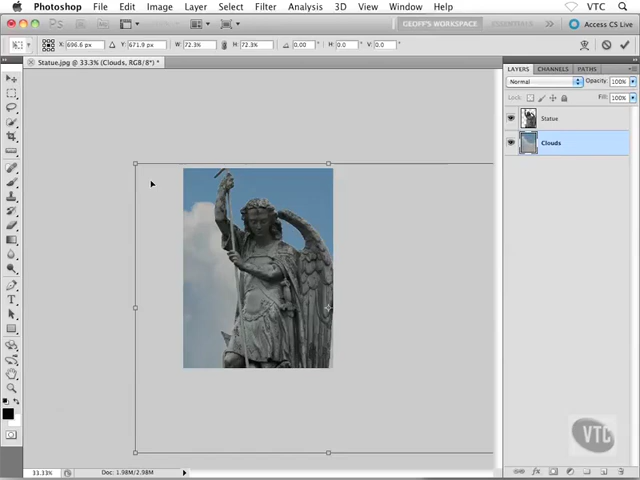 Photoshop File Edit Image Layer Select Filter Analysis 3D View Window Help VTC
GEOFF'S WORKSPACE ESSENTIALS Access CS Live
X: 696.6 px Y: 671.9 px W: 72.3% H: 72.3% 0.00 ° H: 0.0 ° V: 0.0 °
Statue.jpg @ 33.3% (Clouds, RGB/8*) *
LAYERS CHANNELS PATHS
Normal Opacity: 100%
Lock: Fill: 100%
Statue
Clouds
VTC
33.33% Doc: 1.98M/2.98M